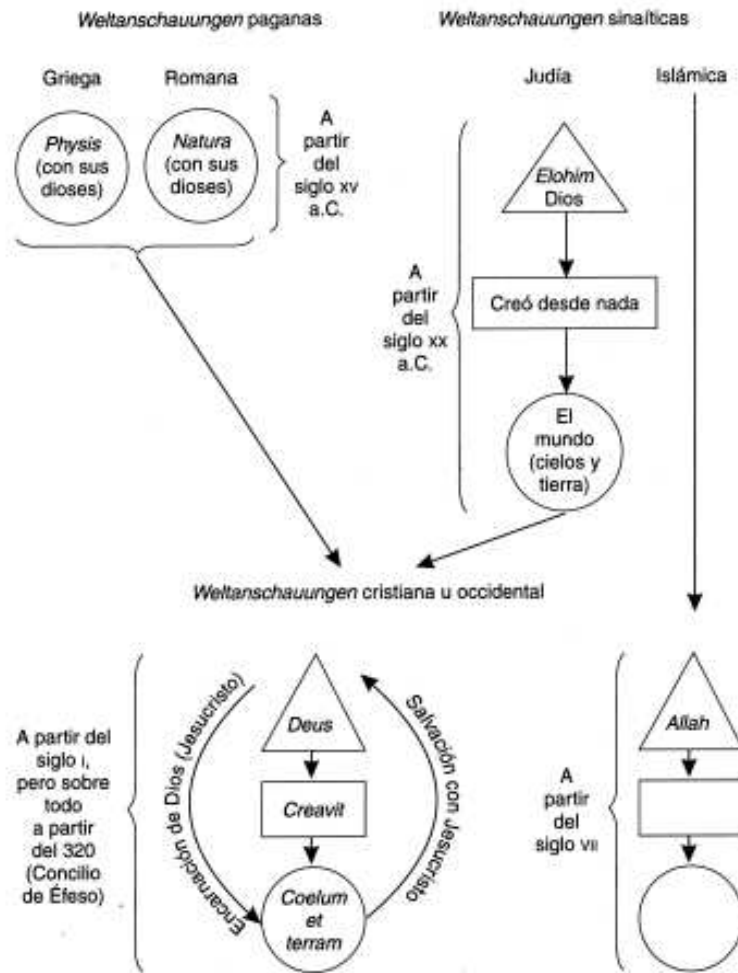 Weltanschauungen paganas
Weltanschauungen sinaíticas
Griega
Romana
Judía
Islámica
Physis
(con sus
dioses)
Natura
(con sus
dioses)
A
partir
del
siglo XV
a.C.
Elohim
Dios
A
partir
del
siglo XX
a.C.
Creó desde nada
El
mundo
(cielos y
tierra)
Weltanschauungen cristiana u occidental
A partir del
siglo I,
pero sobre
todo
a partir
del 320
(Concilio
de Éfeso)
Encarnación de Dios (Jesucristo)
Deus
Creavit
Coelum
et
terram
Salvación con Jesucristo
A
partir
del
siglo VII
Allah